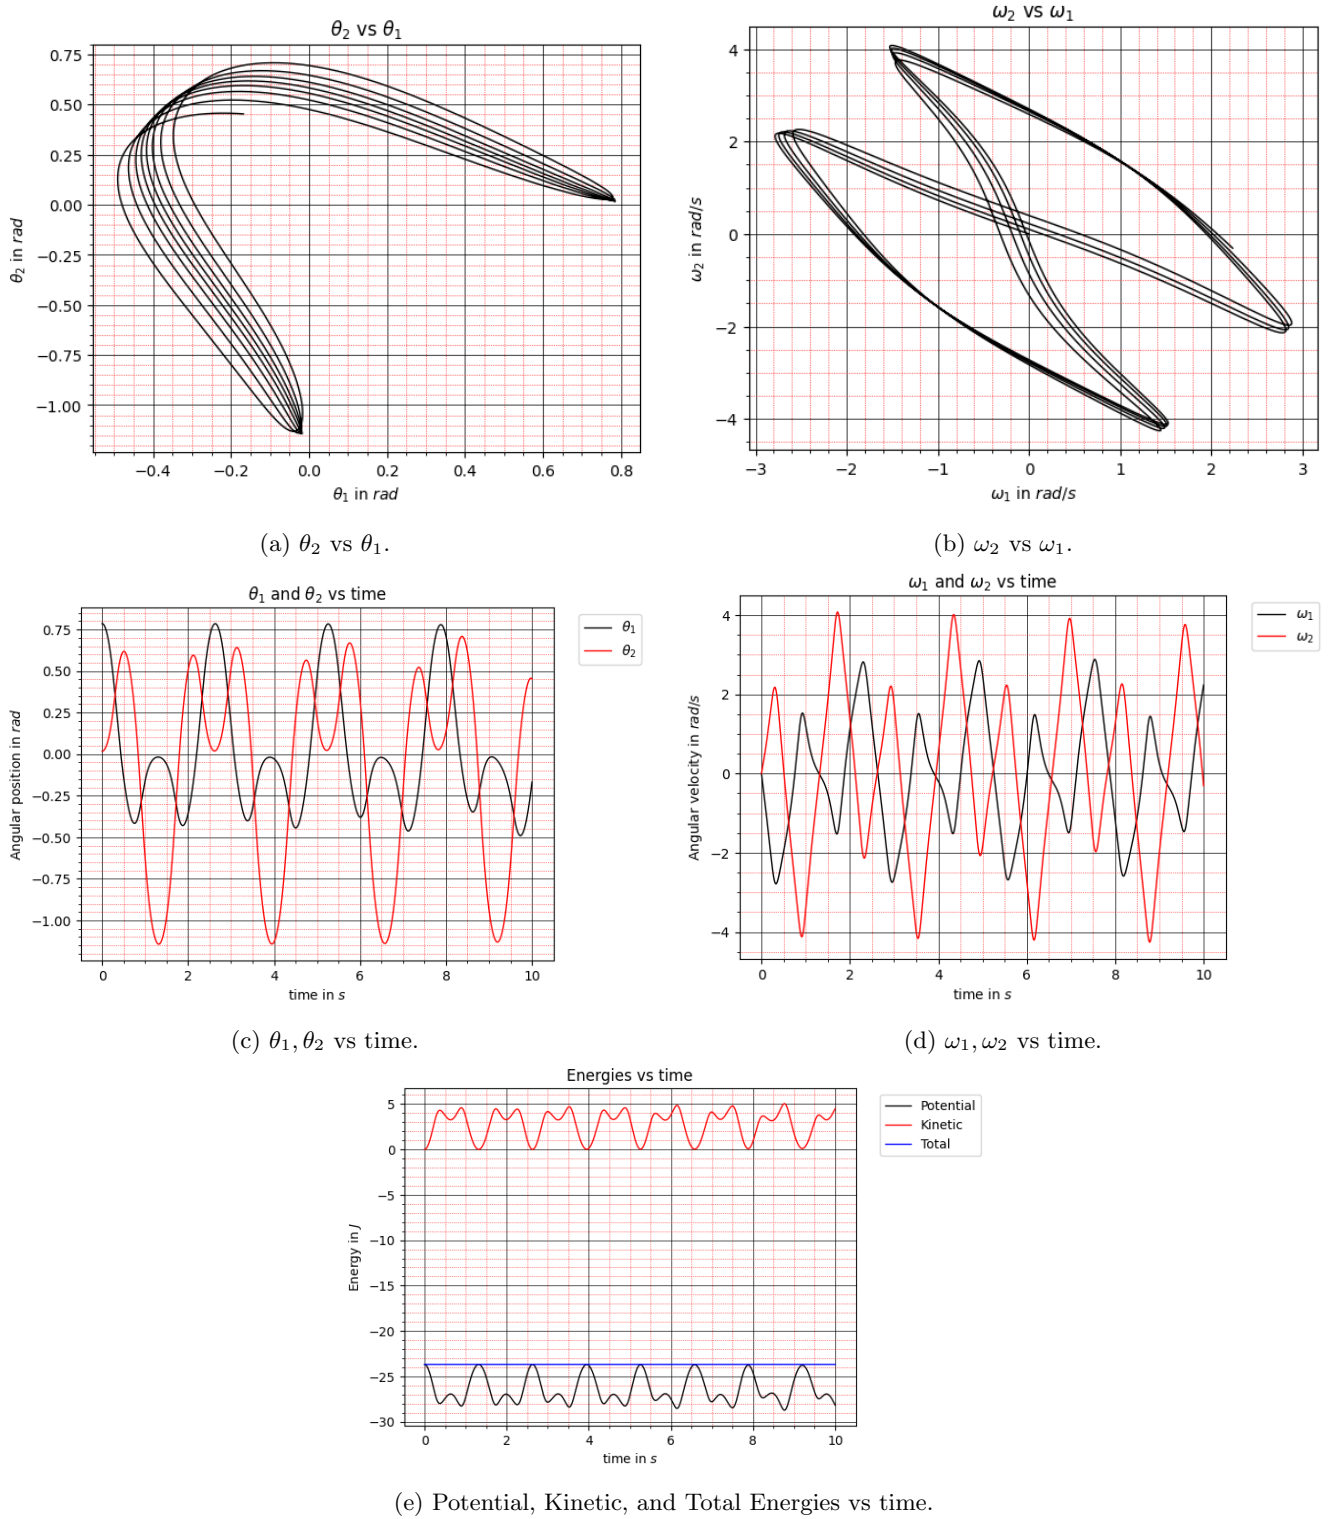 θ₂ vs θ₁
0.75
0.50
0.25
0.00
−0.25
−0.50
−0.75
−1.00
θ₂ in rad
−0.4 −0.2 0.0 0.2 0.4 0.6 0.8
θ₁ in rad
(a) θ₂ vs θ₁.
ω₂ vs ω₁
4
2
0
−2
−4
ω₂ in rad/s
−3 −2 −1 0 1 2 3
ω₁ in rad/s
(b) ω₂ vs ω₁.
θ₁ and θ₂ vs time
θ₁
θ₂
0.75
0.50
0.25
0.00
−0.25
−0.50
−0.75
−1.00
Angular position in rad
0 2 4 6 8 10
time in s
(c) θ₁, θ₂ vs time.
ω₁ and ω₂ vs time
ω₁
ω₂
4
2
0
−2
−4
Angular velocity in rad/s
0 2 4 6 8 10
time in s
(d) ω₁, ω₂ vs time.
Energies vs time
Potential
Kinetic
Total
5
0
−5
−10
−15
−20
−25
−30
Energy in J
0 2 4 6 8 10
time in s
(e) Potential, Kinetic, and Total Energies vs time.